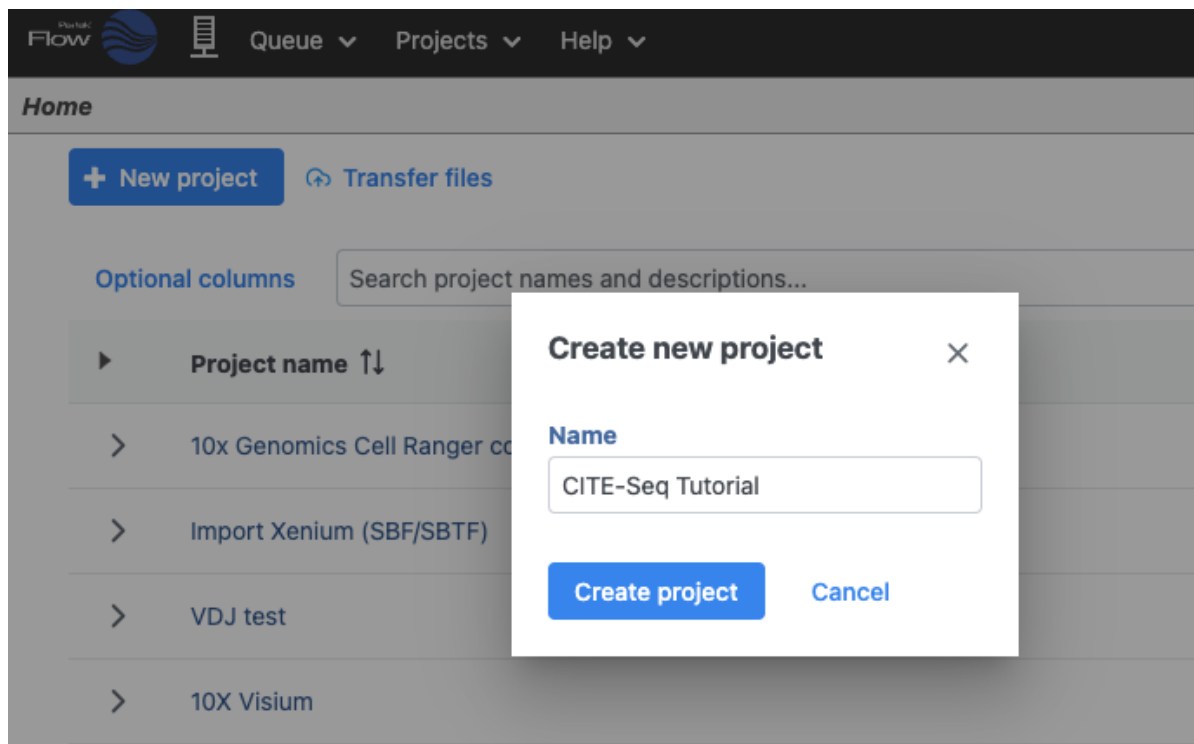 Partek
Flow
Queue Projects Help
Home
+ New project Transfer files
Optional columns
Search project names and descriptions...
Project name
Create new project
Name
CITE-Seq Tutorial
Create project Cancel
10x Genomics Cell Ranger co
Import Xenium (SBF/SBTF)
VDJ test
10X Visium